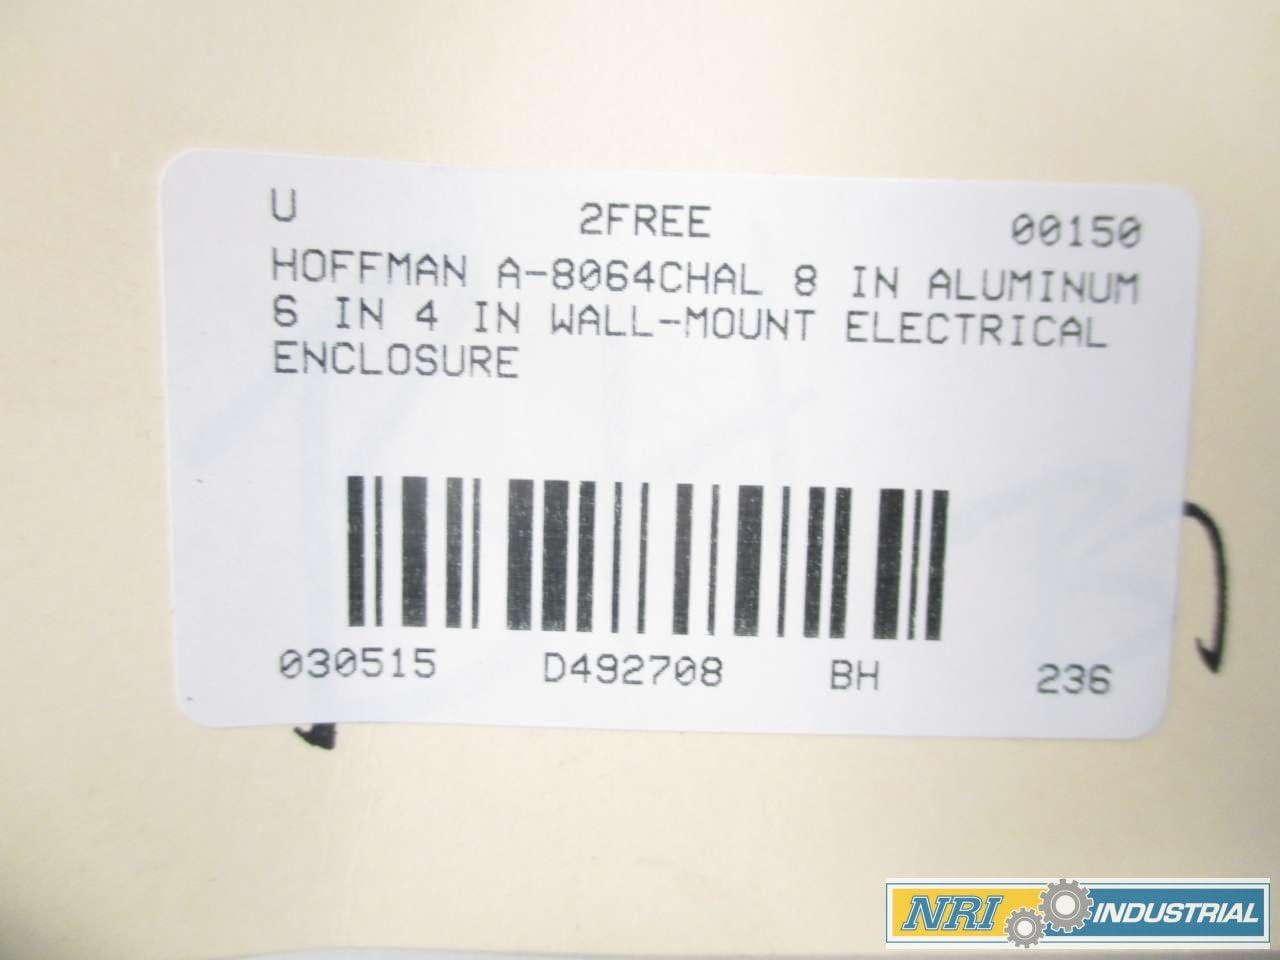 U 2FREE 00150
HOFFMAN A-8064CHAL 8 IN ALUMINUM
6 IN 4 IN WALL-MOUNT ELECTRICAL
ENCLOSURE
030515 D492708 BH 236
NRI INDUSTRIAL